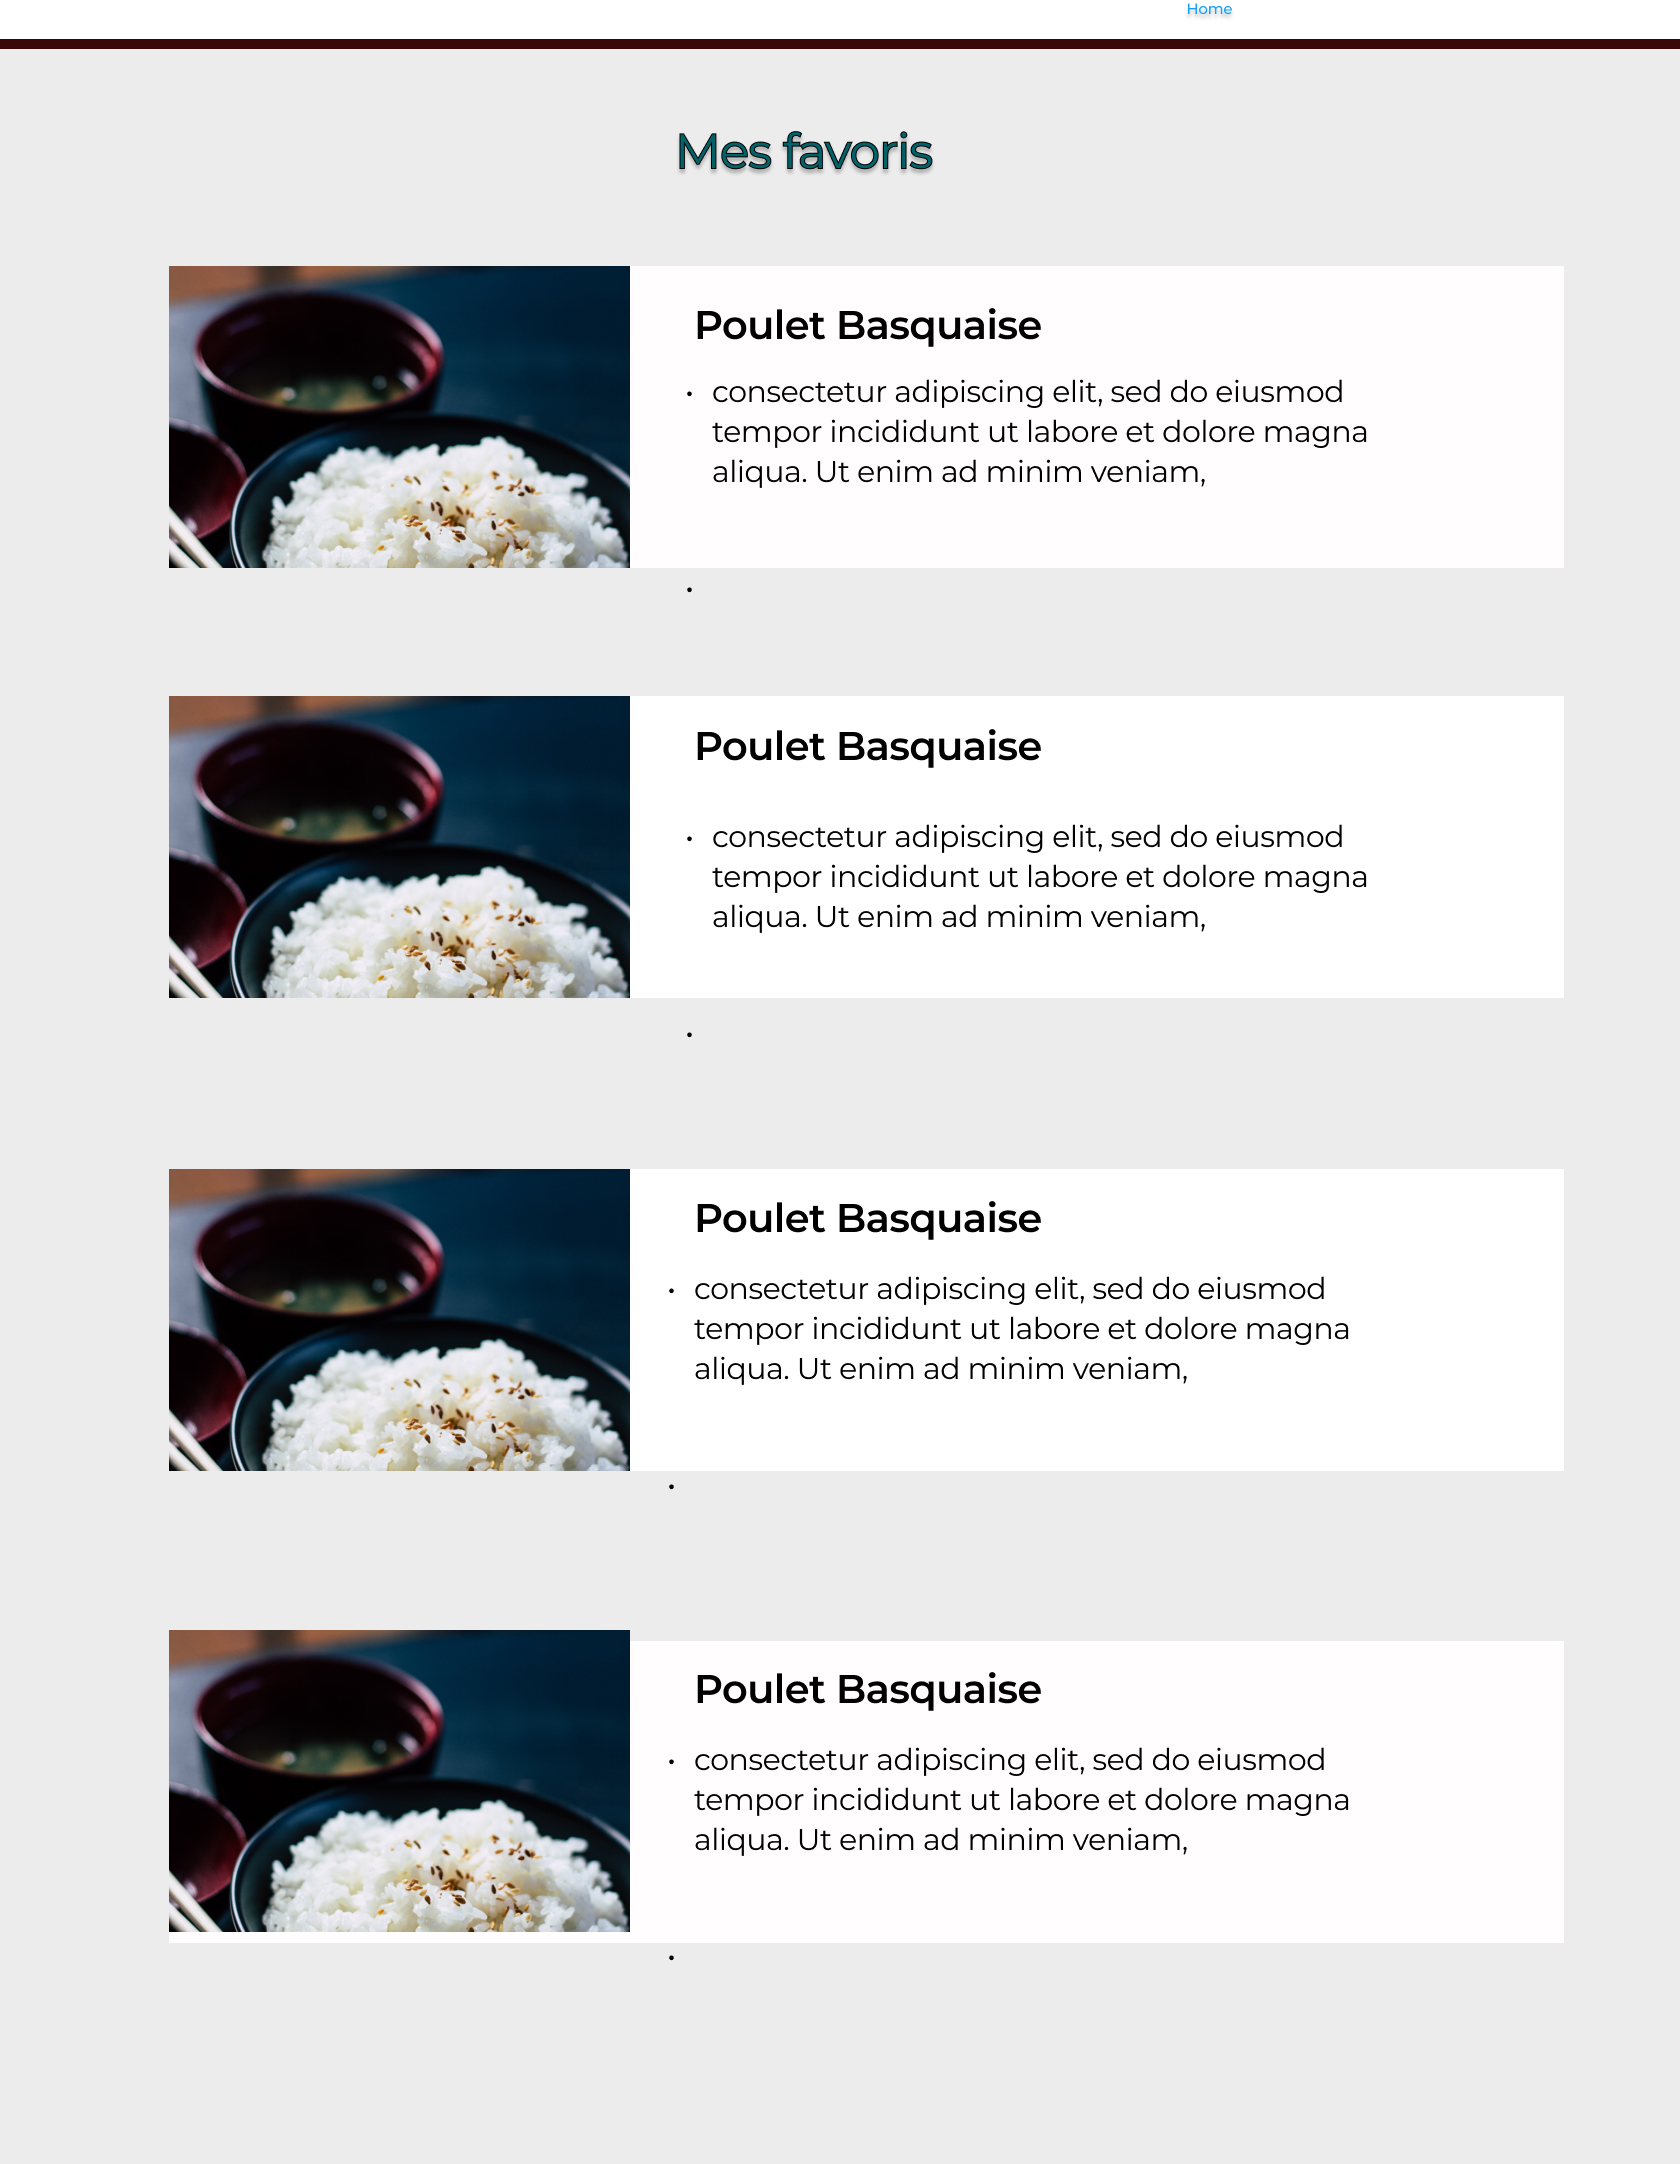 Home
Mes favoris
Poulet Basquaise
• consectetur adipiscing elit, sed do eiusmod
tempor incididunt ut labore et dolore magna
aliqua. Ut enim ad minim veniam,
•
Poulet Basquaise
• consectetur adipiscing elit, sed do eiusmod
tempor incididunt ut labore et dolore magna
aliqua. Ut enim ad minim veniam,
•
Poulet Basquaise
• consectetur adipiscing elit, sed do eiusmod
tempor incididunt ut labore et dolore magna
aliqua. Ut enim ad minim veniam,
•
Poulet Basquaise
• consectetur adipiscing elit, sed do eiusmod
tempor incididunt ut labore et dolore magna
aliqua. Ut enim ad minim veniam,
•